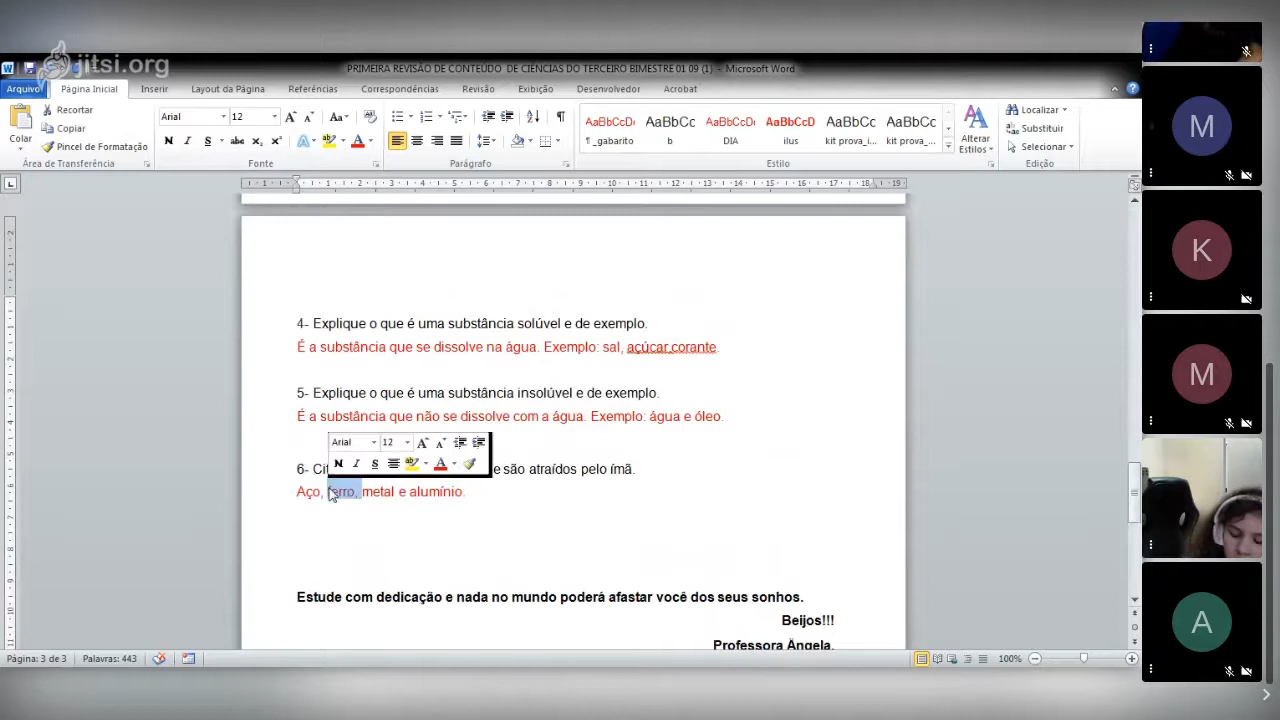 jitsi.org
PRIMEIRA REVISÃO DE CONTEÚDO DE CIÊNCIAS DO TERCEIRO BIMESTRE 01 09 (1) - Microsoft Word
Arquivo Página Inicial Inserir Layout da Página Referências Correspondências Revisão Exibição Desenvolvedor Acrobat
Colar
Recortar
Copiar
Pincel de Formatação
Área de Transferência
Arial 12
Fonte
Parágrafo
AaBbCcDc AaBbCc AaBbCcDc AaBbCcD AaBbCc AaBbCc
¶ _gabarito b DIA ilus kit prova_i... kit prova_...
Alterar Estilos
Estilo
Localizar
Substituir
Selecionar
Edição
4- Explique o que é uma substância solúvel e de exemplo.
É a substância que se dissolve na água. Exemplo: sal, açúcar,corante.
5- Explique o que é uma substância insolúvel e de exemplo.
É a substância que não se dissolve com a água. Exemplo: água e óleo.
Arial 12
6- Cit e são atraídos pelo ímã.
Aço, ferro, metal e alumínio.
Estude com dedicação e nada no mundo poderá afastar você dos seus sonhos.
Beijos!!!
Professora Ângela.
Página: 3 de 3 Palavras: 443 100%
M
K
M
A